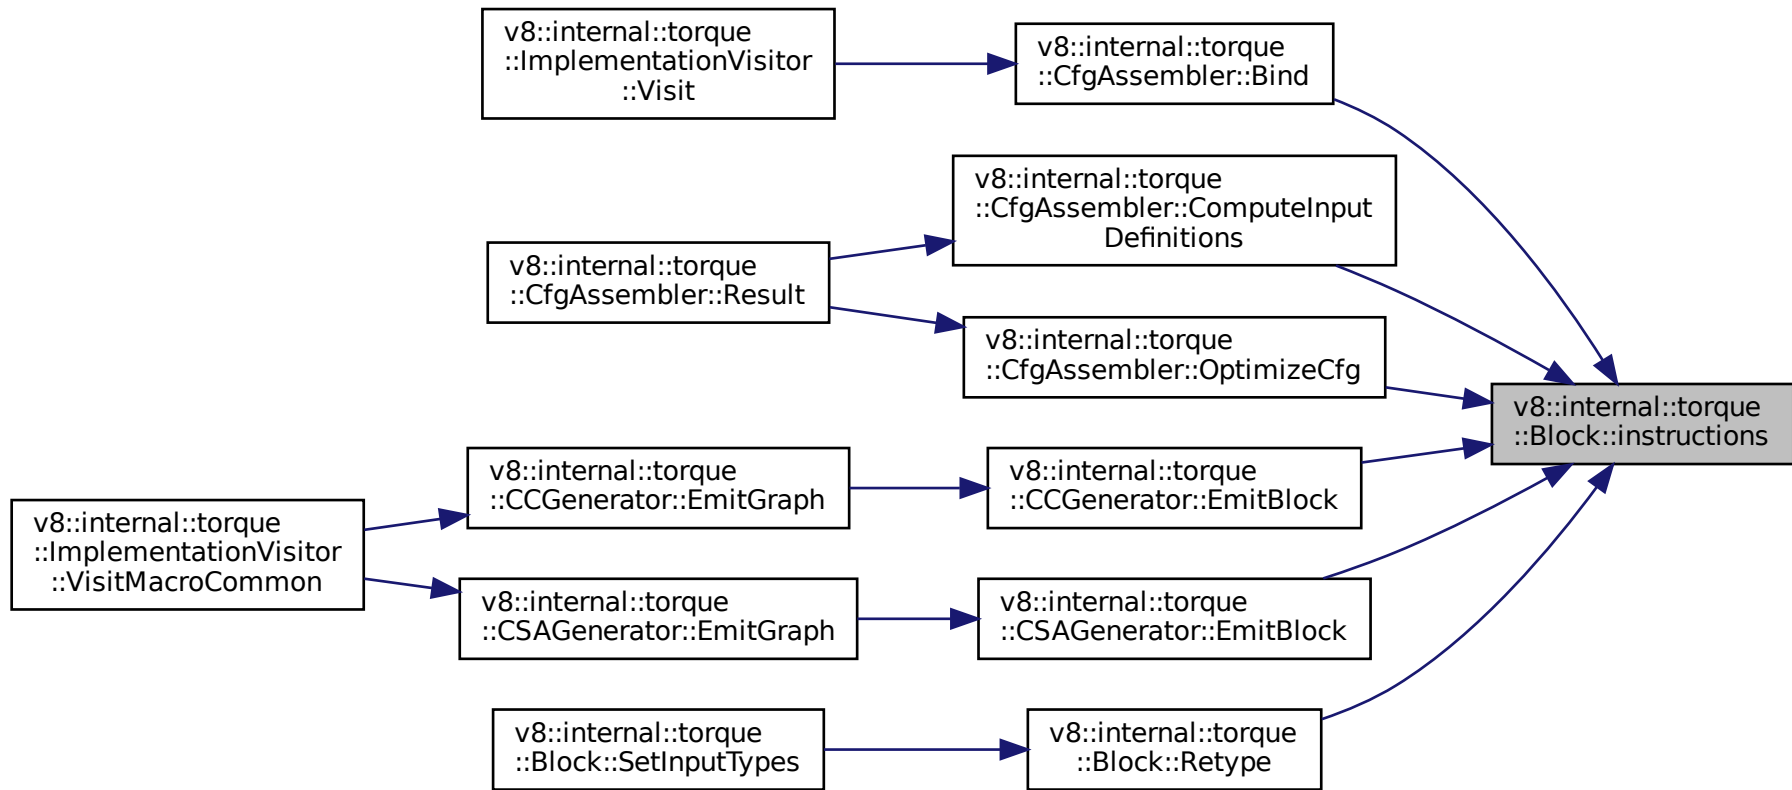 v8::internal::torque
::ImplementationVisitor
::Visit
v8::internal::torque
::CfgAssembler::Bind
v8::internal::torque
::CfgAssembler::ComputeInput
Definitions
v8::internal::torque
::CfgAssembler::Result
v8::internal::torque
::CfgAssembler::OptimizeCfg
v8::internal::torque
::Block::instructions
v8::internal::torque
::CCGenerator::EmitGraph
v8::internal::torque
::CCGenerator::EmitBlock
v8::internal::torque
::ImplementationVisitor
::VisitMacroCommon
v8::internal::torque
::CSAGenerator::EmitGraph
v8::internal::torque
::CSAGenerator::EmitBlock
v8::internal::torque
::Block::SetInputTypes
v8::internal::torque
::Block::Retype